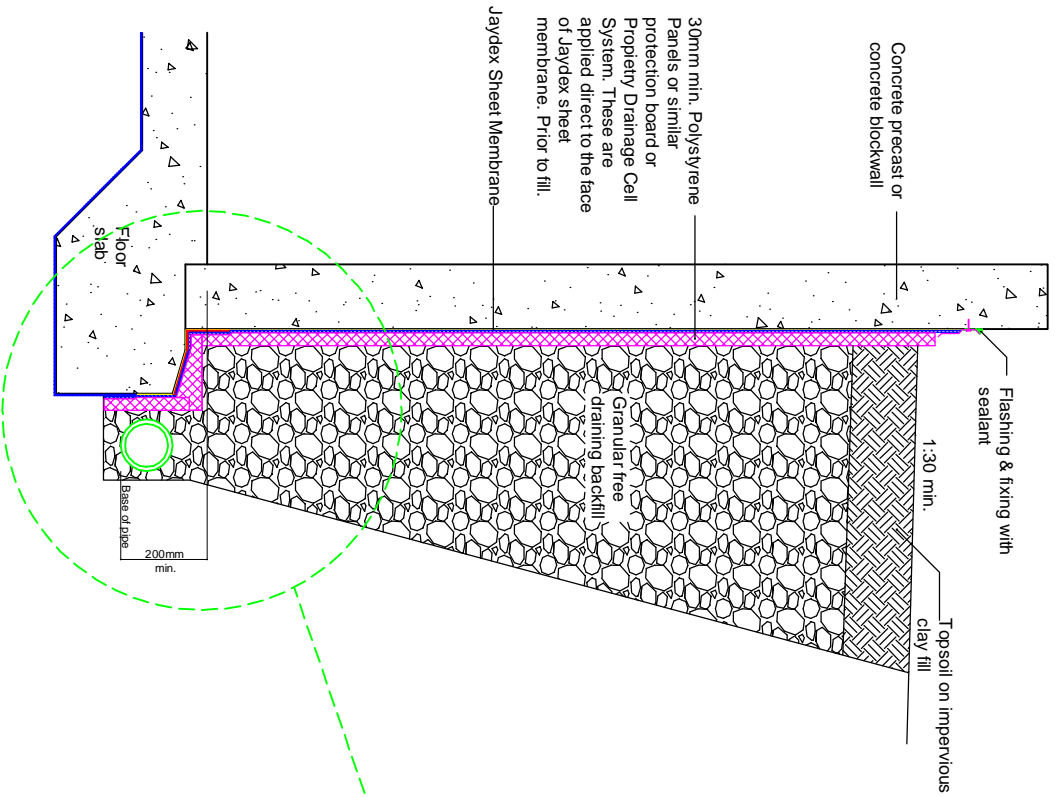 Concrete precast or
concrete blockwall
30mm min. Polystyrene
Panels or similar
protection board or
Propietry Drainage Cell
System. These are
applied direct to the face
of Jaydex sheet
membrane. Prior to fill.
Jaydex Sheet Membrane
Flashing & fixing with
sealant
1:30 min.
Topsoil on impervious
clay fill
Granular free
draining backfill
Floor
slab
Base of pipe
200mm
min.